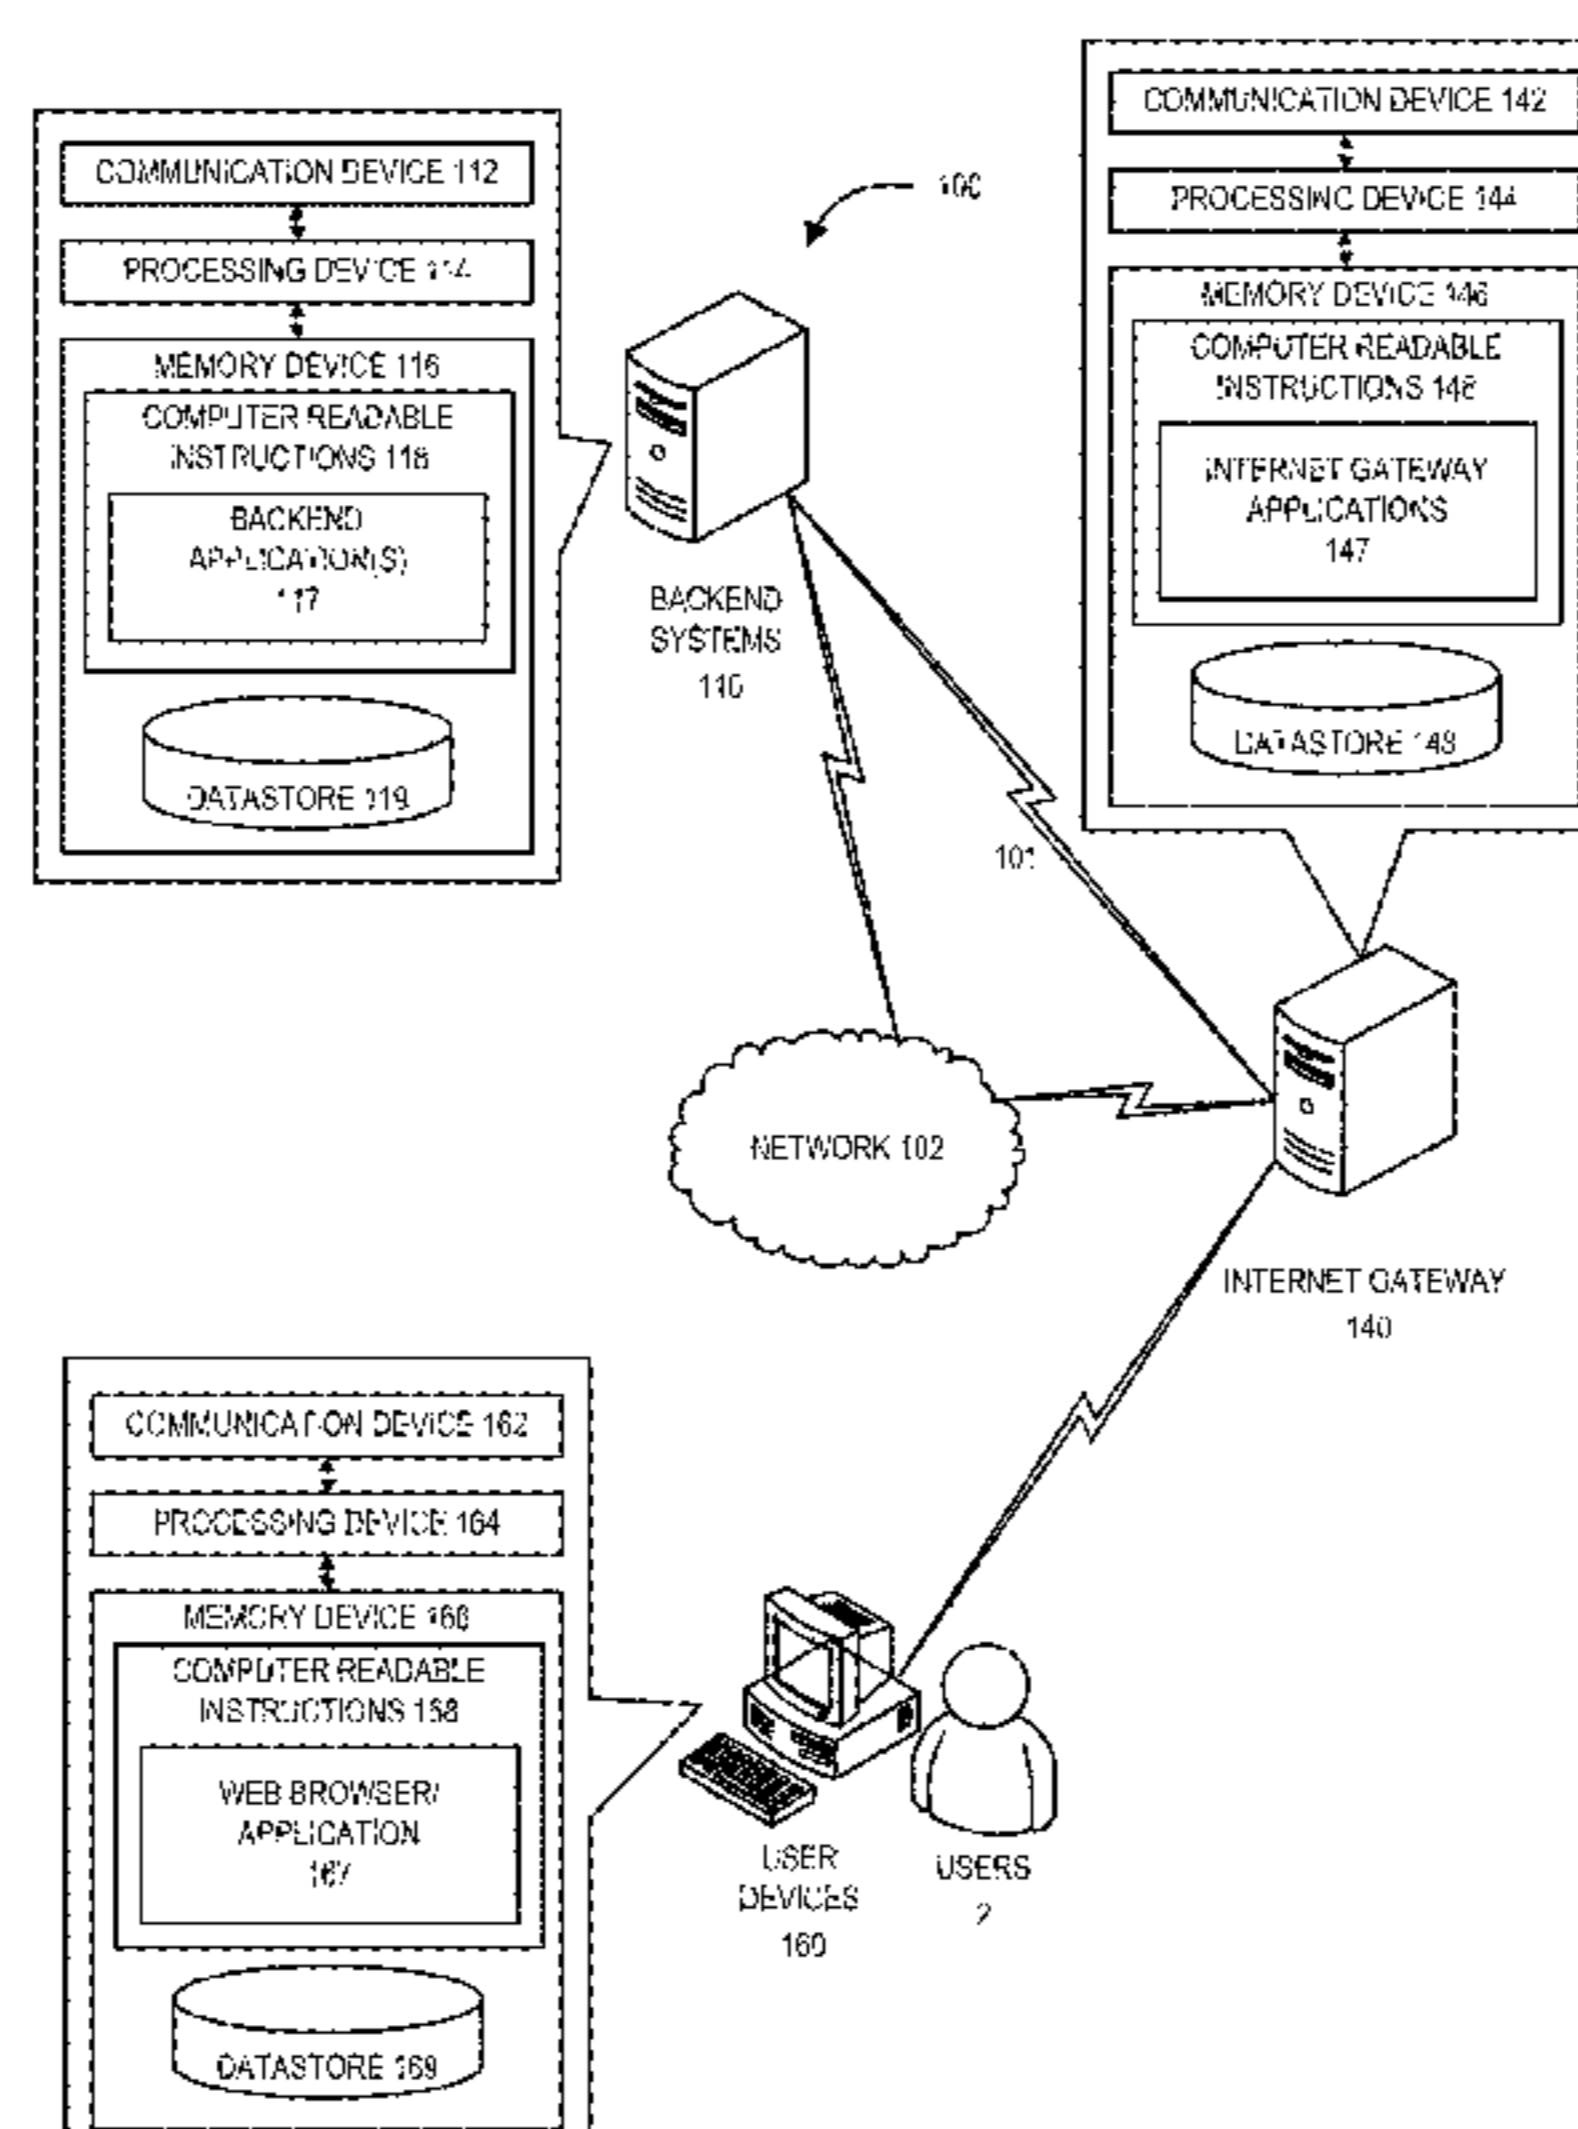 100
COMMUNICATION DEVICE 112
PROCESSING DEVICE 114
MEMORY DEVICE 116
COMPUTER READABLE
INSTRUCTIONS 118
BACKEND
APPLICATION(S)
117
DATASTORE 119
BACKEND
SYSTEMS
110
COMMUNICATION DEVICE 142
PROCESSING DEVICE 144
MEMORY DEVICE 146
COMPUTER READABLE
INSTRUCTIONS 148
INTERNET GATEWAY
APPLICATIONS
147
DATASTORE 149
101
NETWORK 102
INTERNET GATEWAY
140
COMMUNICATION DEVICE 162
PROCESSING DEVICE 164
MEMORY DEVICE 166
COMPUTER READABLE
INSTRUCTIONS 168
WEB BROWSER/
APPLICATION
167
DATASTORE 169
USER
DEVICES
160
USERS
2